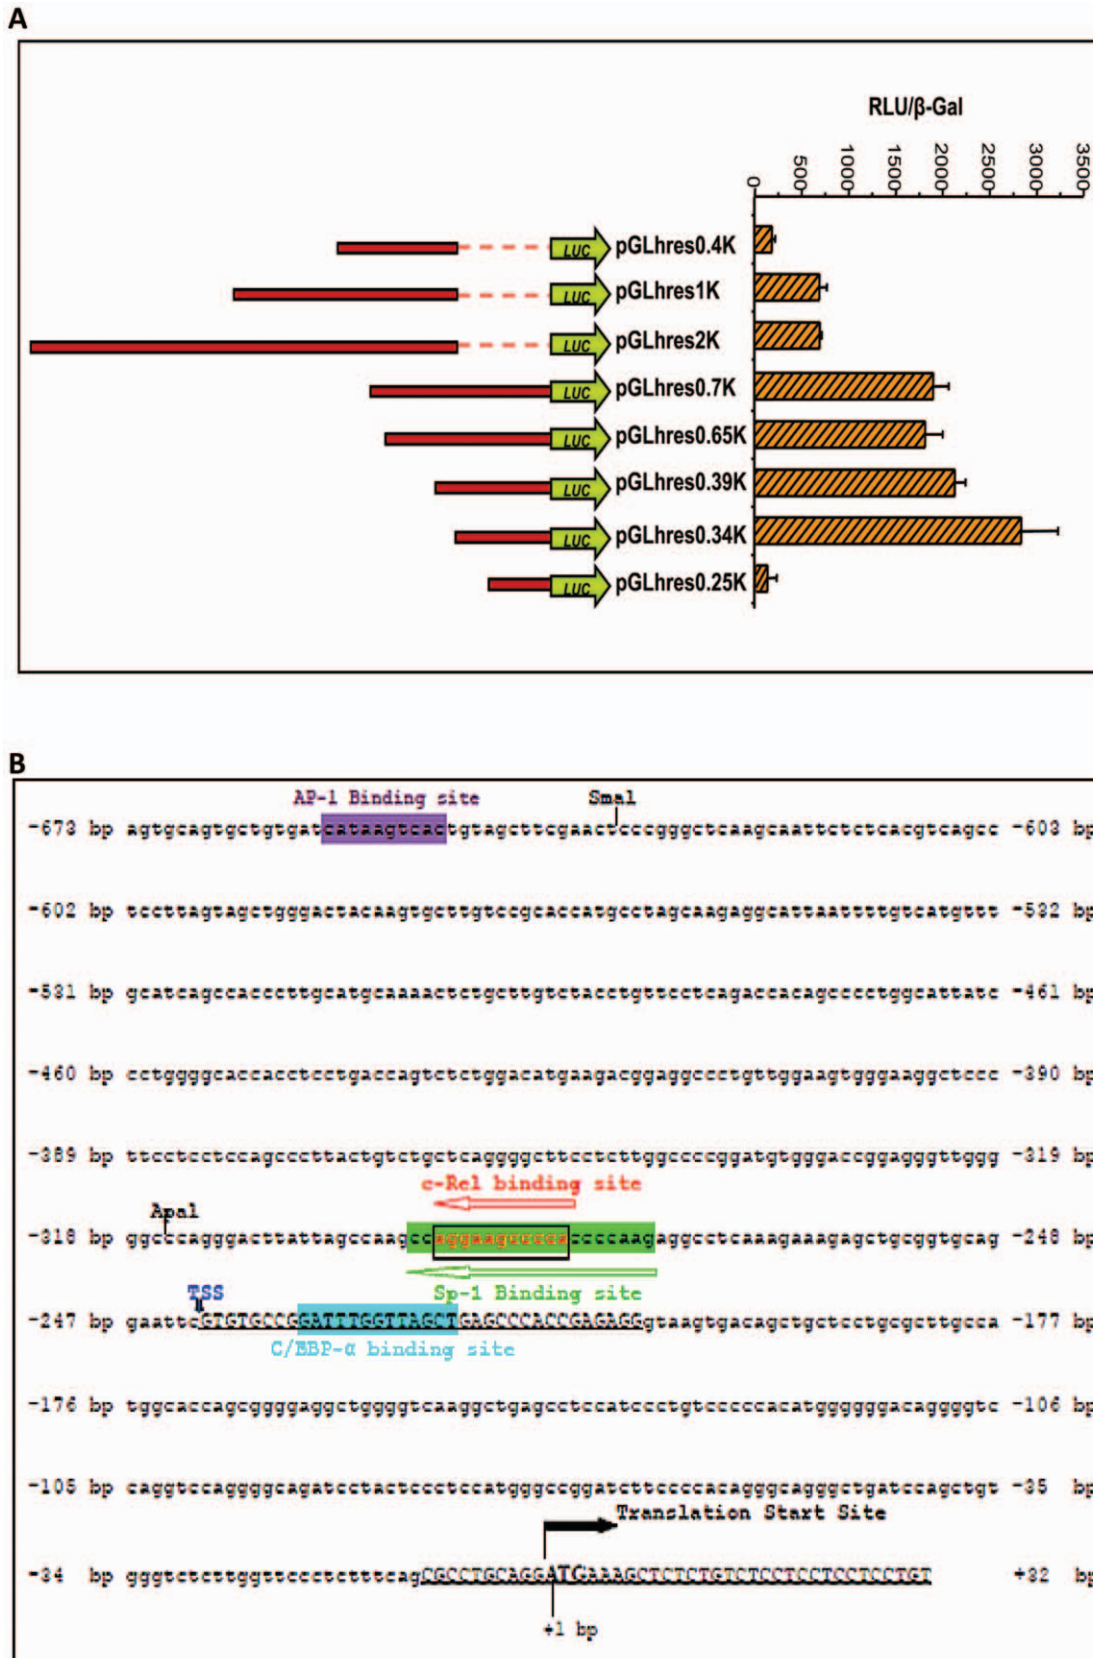 A
RLU/β-Gal
0 500 1000 1500 2000 2500 3000 3500
LUC pGLhres0.4K
LUC pGLhres1K
LUC pGLhres2K
LUC pGLhres0.7K
LUC pGLhres0.65K
LUC pGLhres0.39K
LUC pGLhres0.34K
LUC pGLhres0.25K
B
AP-1 Binding site SmaI
-673 bp agtgcagtgctgtgatcataagtcactgtagcttcgaactcccgggctcaagcaattctctcacgtcagcc -603 bp
-602 bp tccttagtagctgggactacaagtgcttgtccgcaccatgcctagcaagaggcattaattttgtcatgttt -532 bp
-531 bp gcatcagccacccttgcatgcaaaactctgcttgtctacctgttcctcagaccacagcccctggcattatc -461 bp
-460 bp cctggggcaccacctcctgaccagtctctggacatgaagacggaggccctgttggaagtgggaaggctccc -390 bp
-389 bp ttcctcctccagcccttactgtctgctcaggggcttcctcttggccccggatgtgggaccggagggttggg -319 bp
c-Rel binding site
ApaI
-318 bp ggcccagggacttattagccaagccaggaagcccccaccccaagaggcctcaaagaaagagctgcggtgcag -248 bp
TSS Sp-1 Binding site
-247 bp gaattcGTGTGCCGGATTTGGTTAGCTGAGCCCACCGAGAGGgtaagtgacagctgctcctgcgcttgcca -177 bp
C/EBP-α binding site
-176 bp tggcaccagcggggaggctggggtcaaggctgagcctccatccctgtcccccacatggggggacaggggtc -106 bp
-105 bp caggtccaggggcagatcctactccctccatgggccggatcttccccacagggcagggctgatccagctgt -35 bp
Translation Start Site
-34 bp gggtctcttggttccctctttcagCGCCTGCAGGATGAAAGCTCTCTGTCTCCTCCTCCTCCTGT +32 bp
+1 bp